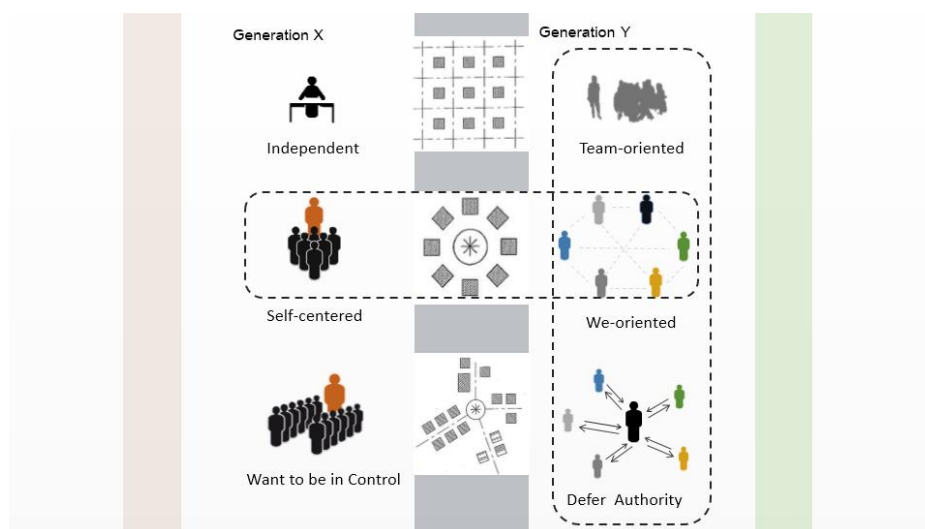 Generation X
Generation Y
Independent
Team-oriented
Self-centered
We-oriented
Want to be in Control
Defer Authority